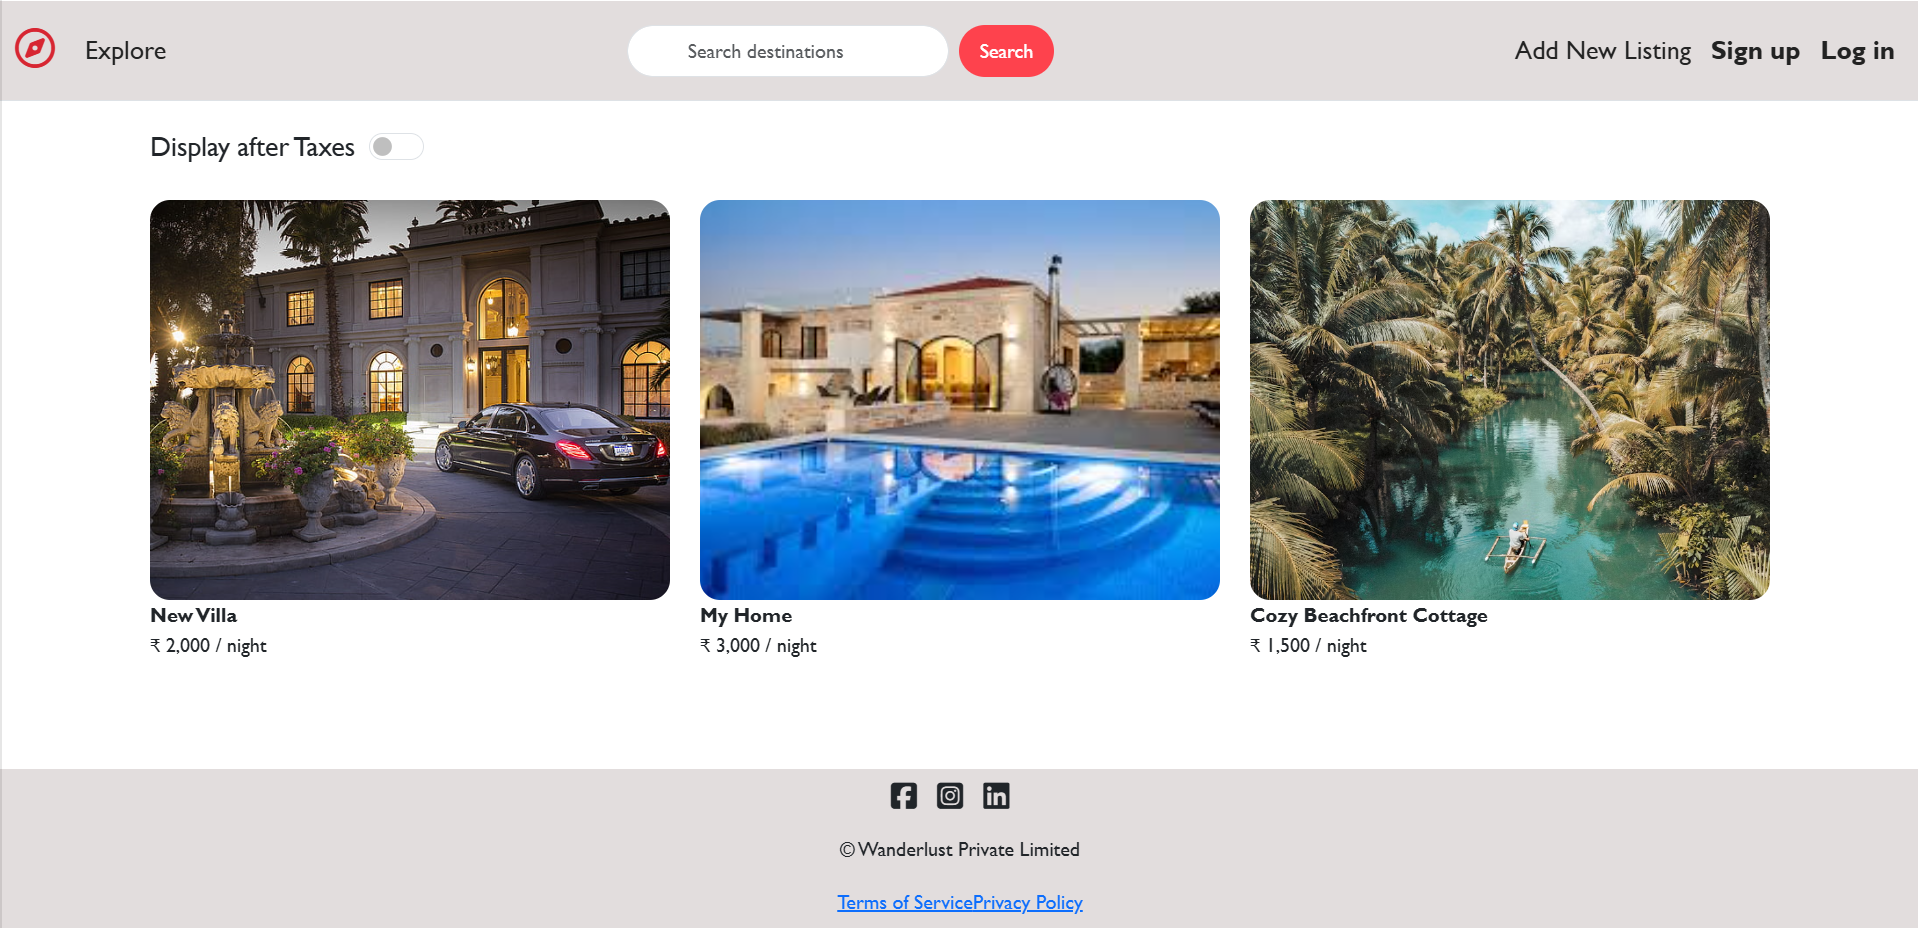 Explore
Search destinations
Search
Add New Listing
Sign up
Log in
Display after Taxes
New Villa
₹ 2,000 / night
My Home
₹ 3,000 / night
Cozy Beachfront Cottage
₹ 1,500 / night
© Wanderlust Private Limited
Terms of ServicePrivacy Policy